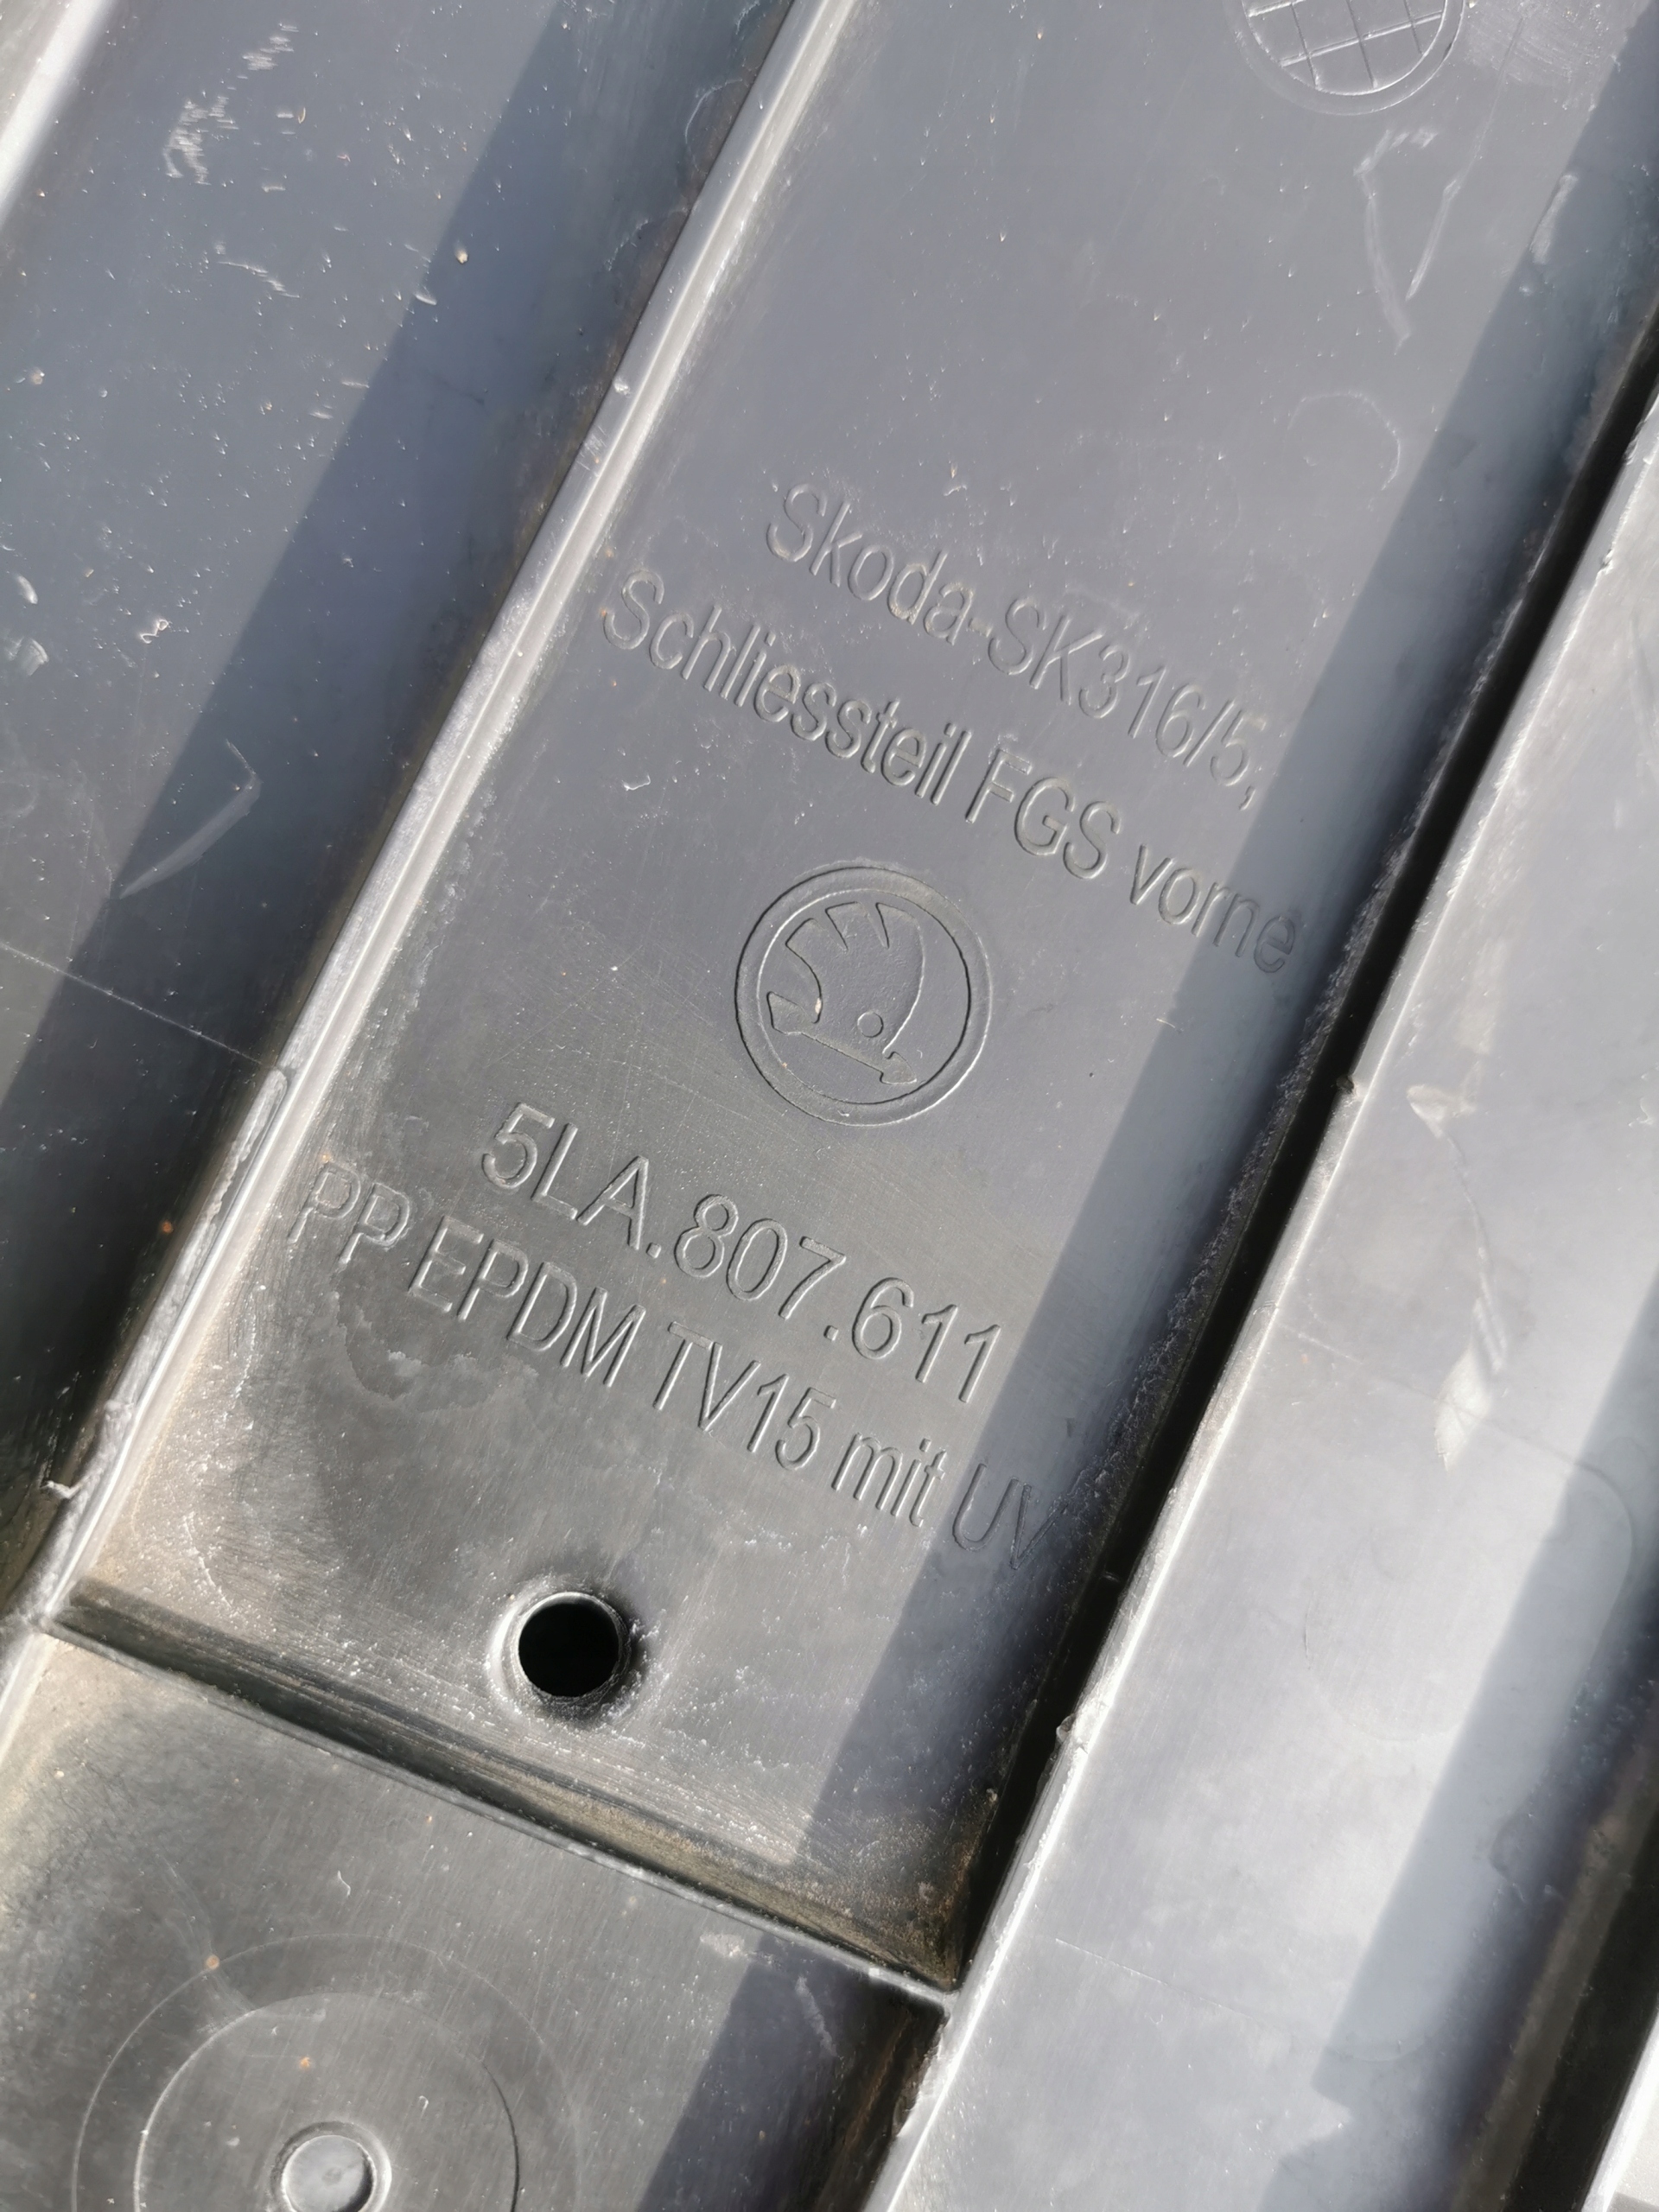 Skoda-SK316/5,
Schliessteil FGS vorne
5LA.807.611
PP EPDM TV15 mit UV